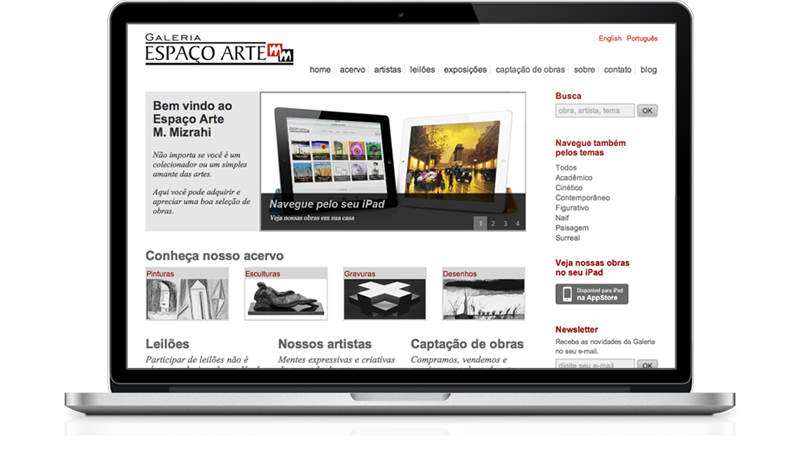 GALERIA
ESPAÇO ARTE
English Português
home acervo artistas leilões exposições captação de obras sobre contato blog
Bem vindo ao
Espaço Arte
M. Mizrahi
Não importa se você é um
colecionador ou um simples
amante das artes.
Aqui você pode adquirir e
apreciar uma boa seleção de
obras.
Navegue pelo seu iPad
Veja nossas obras em sua casa
1 2 3 4
Busca
obra, artista, tema OK
Navegue também
pelos temas
Todos
Acadêmico
Cinético
Contemporâneo
Figurativo
Naif
Paisagem
Surreal
Veja nossas obras
no seu iPad
Disponível para iPad
na AppStore
Newsletter
Receba as novidades da Galeria
no seu e-mail.
digite seu e-mail OK
Conheça nosso acervo
Pinturas Esculturas Gravuras Desenhos
Leilões Nossos artistas Captação de obras
Participar de leilões não é Mentes expressivas e criativas Compramos, vendemos e